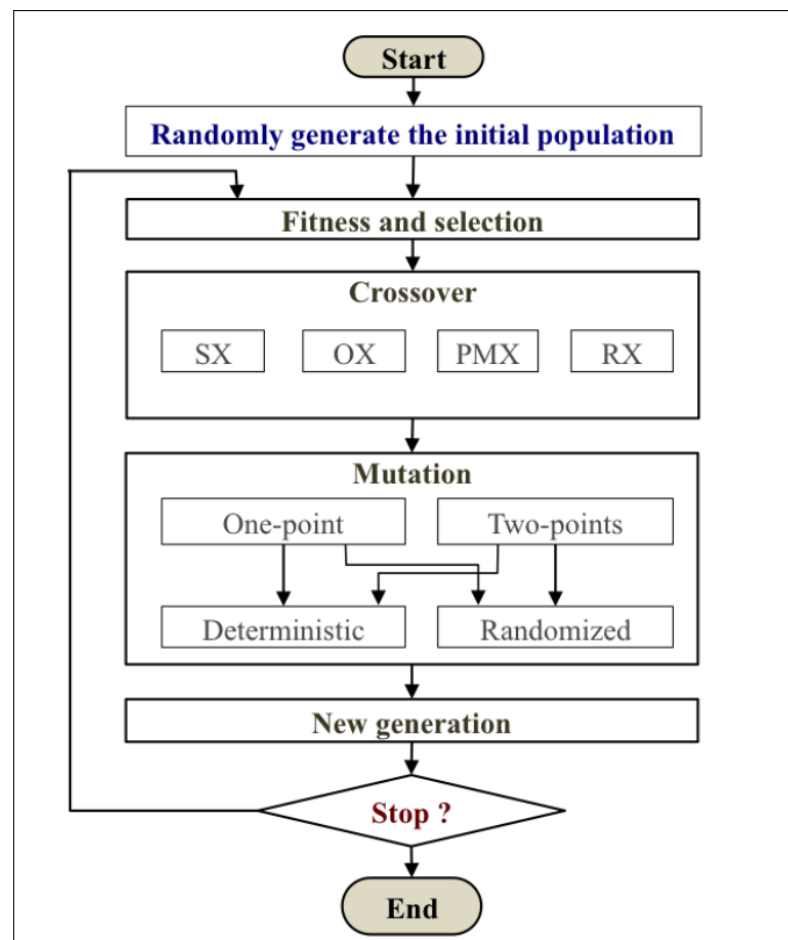 Start
Randomly generate the initial population
Fitness and selection
Crossover
SX OX PMX RX
Mutation
One-point Two-points
Deterministic Randomized
New generation
Stop ?
End